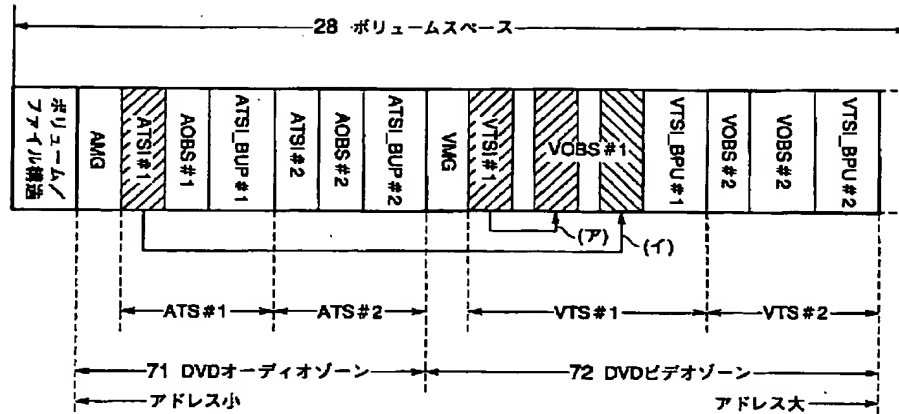 28 ボリュームスペース
ボリューム/
ファイル構造
AMG
ATSI#1
AOBS#1
ATSI_BUP#1
ATSI#2
AOBS#2
ATSI_BUP#2
VMG
VTSI#1
VOBS#1
VTSI_BPU#1
VOBS#2
VOBS#2
VTSI_BPU#2
(ア)
(イ)
ATS#1
ATS#2
VTS#1
VTS#2
71 DVDオーディオゾーン
72 DVDビデオゾーン
アドレス小
アドレス大